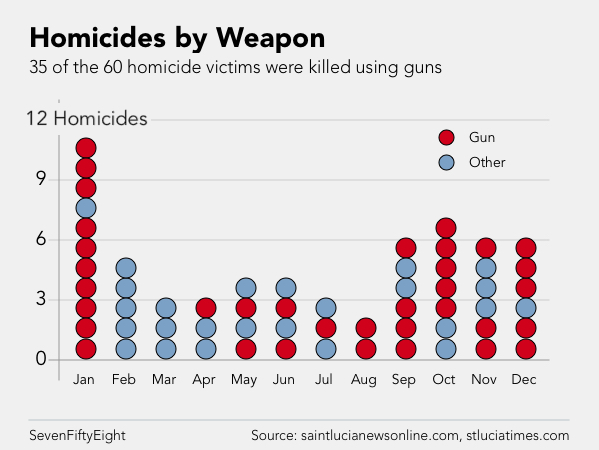 Homicides by Weapon
35 of the 60 homicide victims were killed using guns
12 Homicides
Gun
Other
9
6
3
0
Jan Feb Mar Apr May Jun Jul Aug Sep Oct Nov Dec
SevenFiftyEight
Source: saintlucianewsonline.com, stluciatimes.com